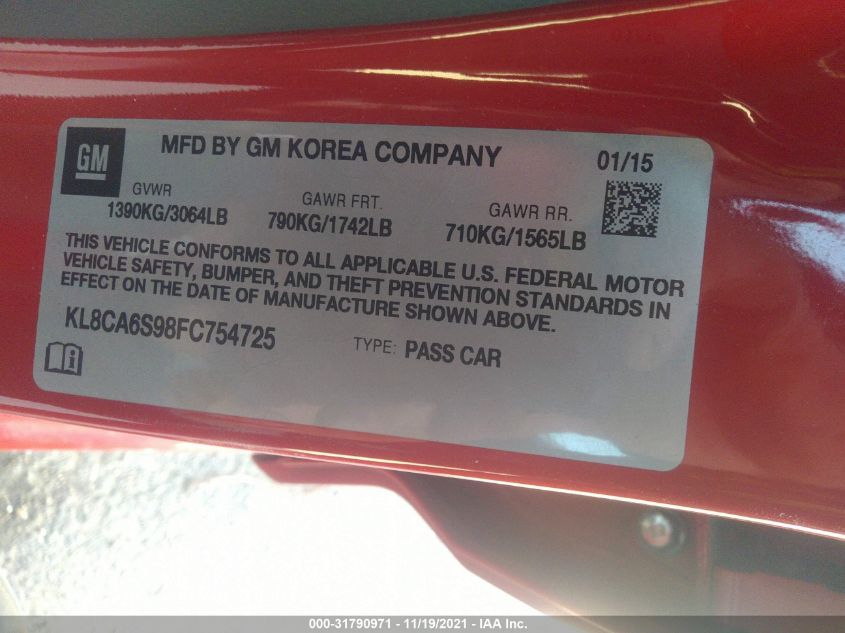 GM
MFD BY GM KOREA COMPANY
01/15
GVWR
1390KG/3064LB
GAWR FRT.
790KG/1742LB
GAWR RR.
710KG/1565LB
THIS VEHICLE CONFORMS TO ALL APPLICABLE U.S. FEDERAL MOTOR
VEHICLE SAFETY, BUMPER, AND THEFT PREVENTION STANDARDS IN
EFFECT ON THE DATE OF MANUFACTURE SHOWN ABOVE.
KL8CA6S98FC754725
TYPE: PASS CAR
000-31790971 - 11/19/2021 - IAA Inc.